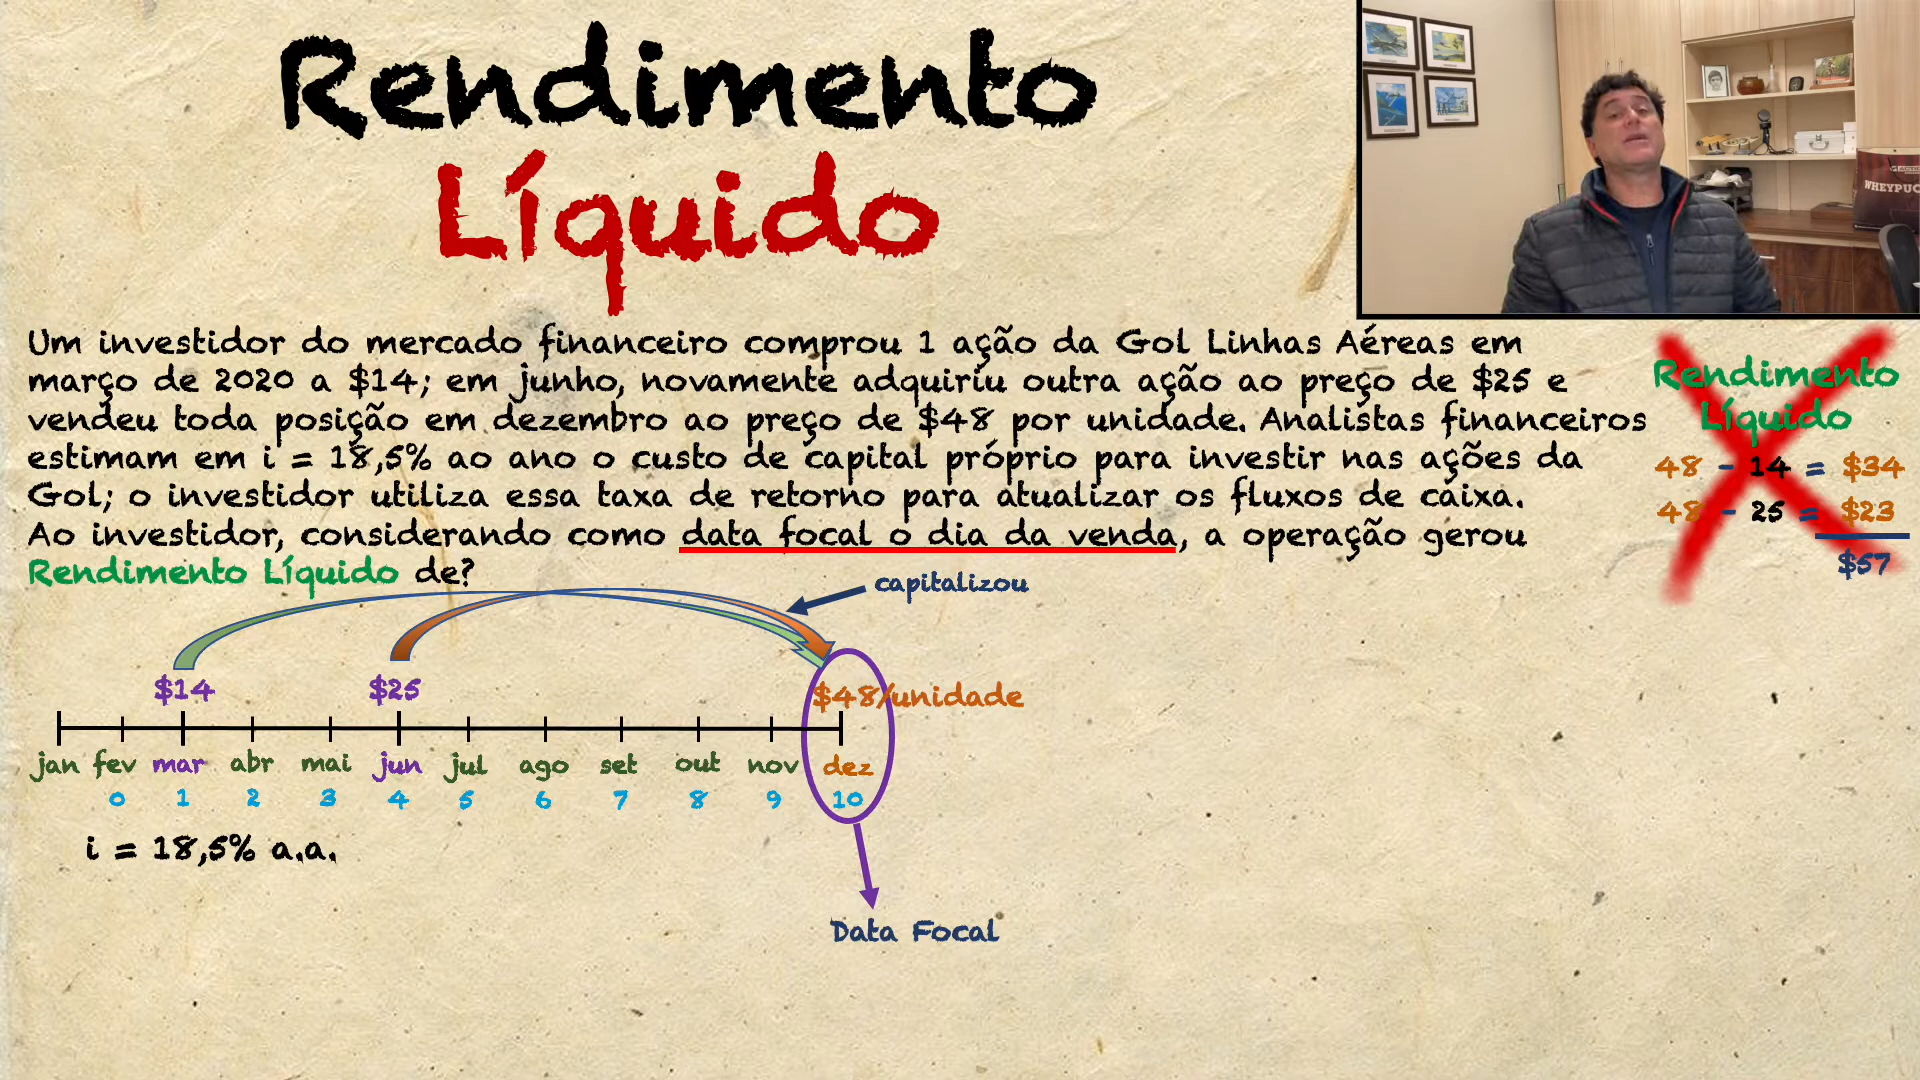 Rendimento
Líquido
Um investidor do mercado financeiro comprou 1 ação da Gol Linhas Aéreas em
março de 2020 a $14; em junho, novamente adquiriu outra ação ao preço de $25 e
vendeu toda posição em dezembro ao preço de $48 por unidade. Analistas financeiros
estimam em i = 18,5% ao ano o custo de capital próprio para investir nas ações da
Gol; o investidor utiliza essa taxa de retorno para atualizar os fluxos de caixa.
Ao investidor, considerando como data focal o dia da venda, a operação gerou
Rendimento Líquido de?
Rendimento
Líquido
48 - 14 = $34
48 - 25 = $23
$57
capitalizou
$14 $25 $48/unidade
jan fev mar abr mai jun jul ago set out nov dez
0 1 2 3 4 5 6 7 8 9 10
i = 18,5% a.a.
Data Focal